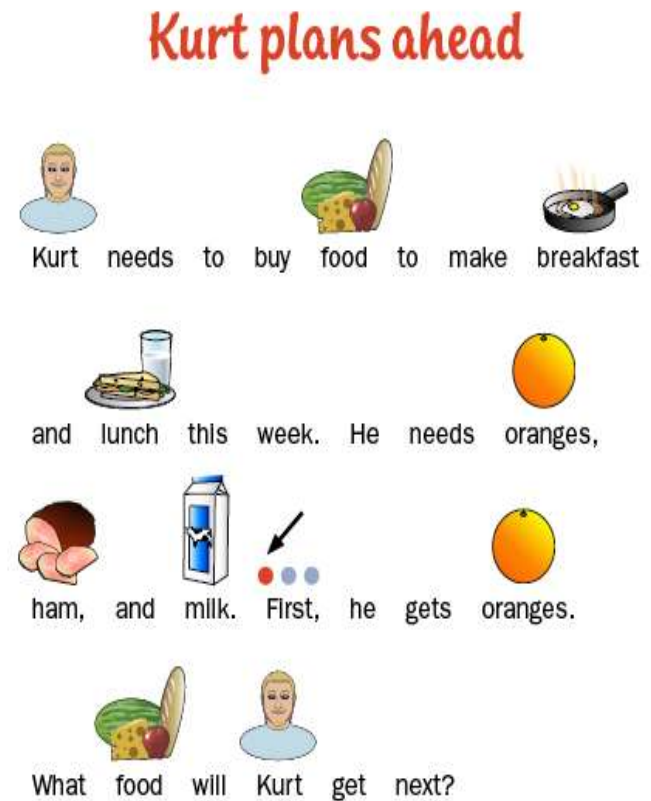 Kurt plans ahead
Kurt needs to buy food to make breakfast
and lunch this week. He needs oranges,
ham, and milk. First, he gets oranges.
What food will Kurt get next?